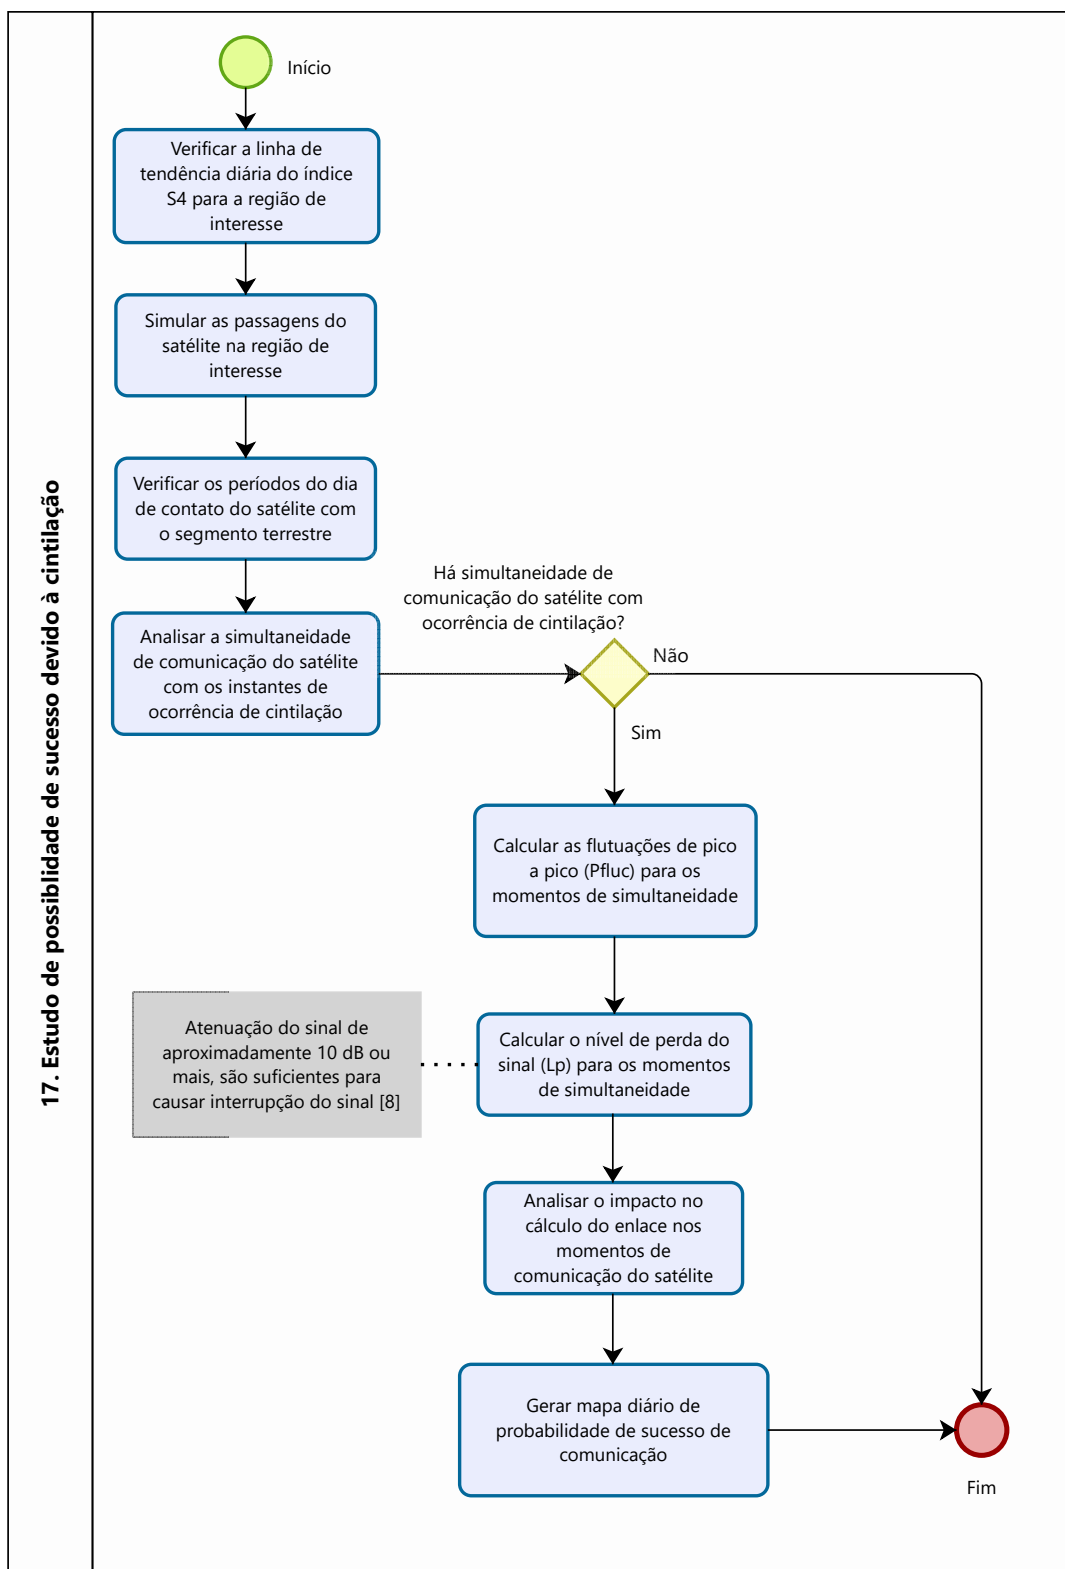 17. Estudo de possiblidade de sucesso devido à cintilação
Início
Verificar a linha de
tendência diária do índice
S4 para a região de
interesse
Simular as passagens do
satélite na região de
interesse
Verificar os períodos do dia
de contato do satélite com
o segmento terrestre
Analisar a simultaneidade
de comunicação do satélite
com os instantes de
ocorrência de cintilação
Há simultaneidade de
comunicação do satélite com
ocorrência de cintilação?
Não
Sim
Calcular as flutuações de pico
a pico (Pfluc) para os
momentos de simultaneidade
Calcular o nível de perda do
sinal (Lp) para os momentos
de simultaneidade
Atenuação do sinal de
aproximadamente 10 dB ou
mais, são suficientes para
causar interrupção do sinal [8]
Analisar o impacto no
cálculo do enlace nos
momentos de
comunicação do satélite
Gerar mapa diário de
probabilidade de sucesso de
comunicação
Fim